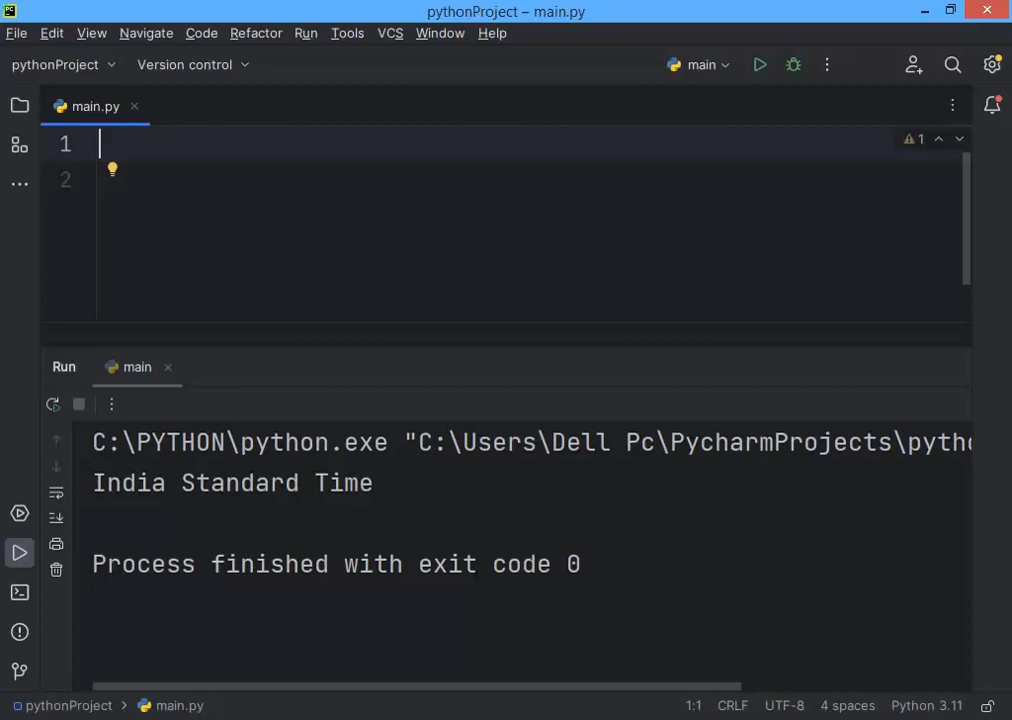 PC
pythonProject – main.py
File Edit View Navigate Code Refactor Run Tools VCS Window Help
pythonProject Version control main
main.py
1 1
2
Run main
C:\PYTHON\python.exe "C:\Users\Dell Pc\PycharmProjects\pytho
India Standard Time
Process finished with exit code 0
pythonProject > main.py 1:1 CRLF UTF-8 4 spaces Python 3.11